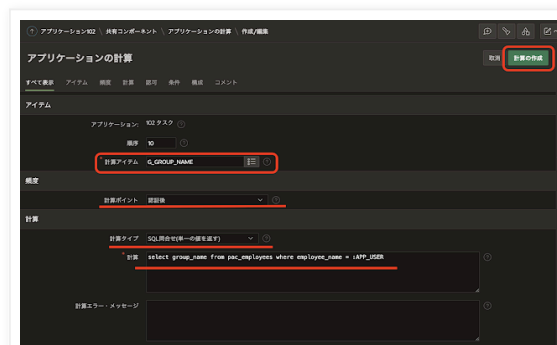 アプリケーション102 \ 共有コンポーネント \ アプリケーションの計算 \ 作成/編集
アプリケーションの計算
取消
計算の作成
すべて表示 アイテム 頻度 計算 認可 条件 構成 コメント
アイテム
アプリケーション: 102 タスク
順序 10
* 計算アイテム G_GROUP_NAME
頻度
計算ポイント 認証後
計算
計算タイプ SQL問合せ(単一の値を返す)
* 計算 select group_name from pac_employees where employee_name = :APP_USER
計算エラー・メッセージ